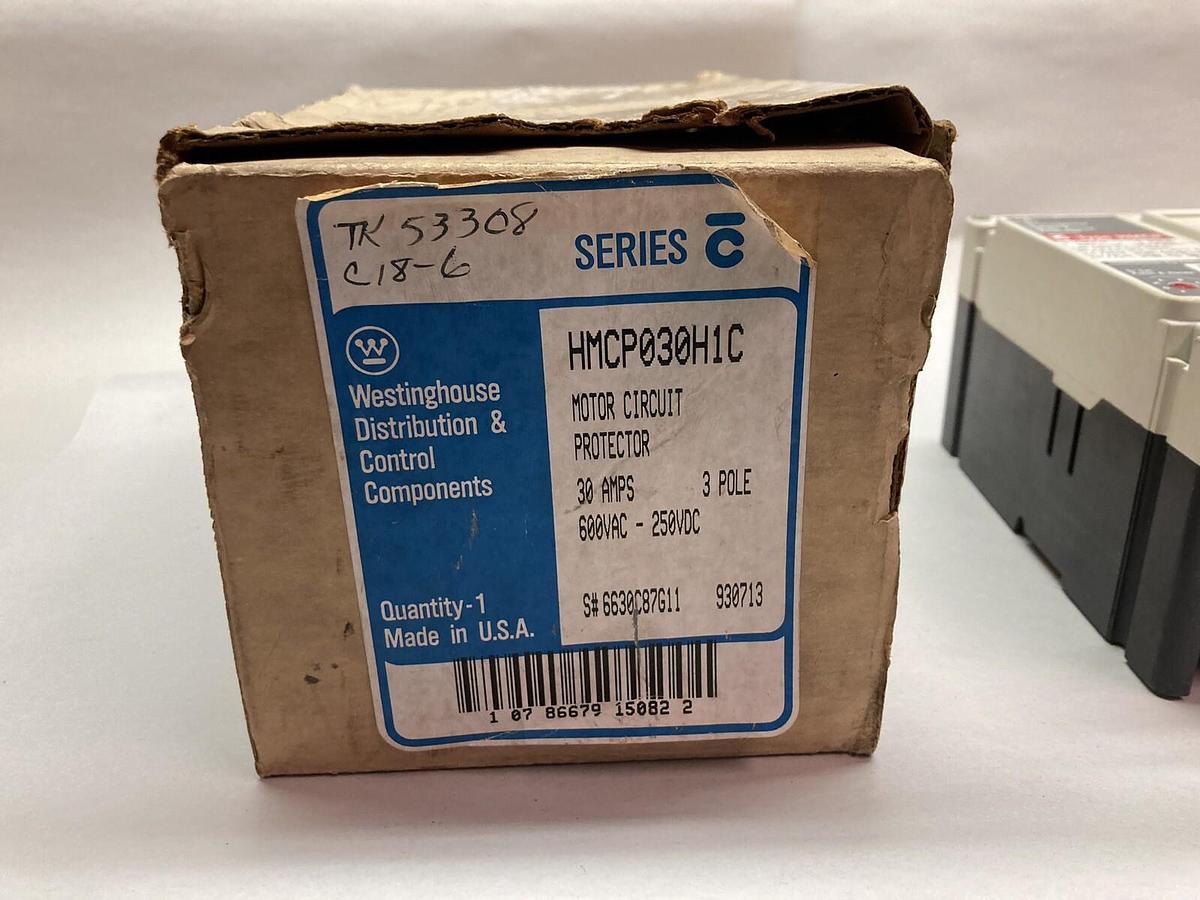 TK 53308
C18-6
SERIES C
W
Westinghouse
Distribution &
Control
Components
Quantity-1
Made in U.S.A.
HMCP030H1C
MOTOR CIRCUIT
PROTECTOR
30 AMPS 3 POLE
600VAC - 250VDC
S# 6630C87G11 930713
1 07 86679 15082 2